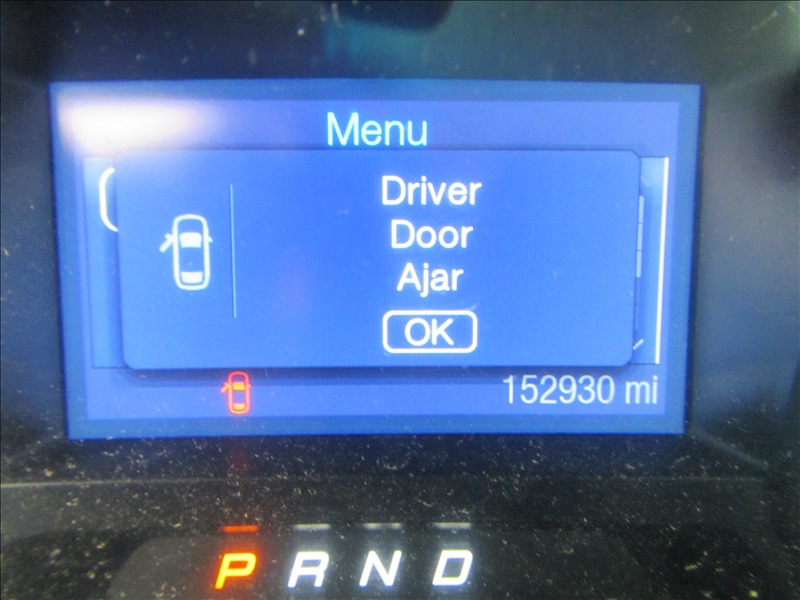 Menu
Driver
Door
Ajar
OK
152930 mi
P R N D